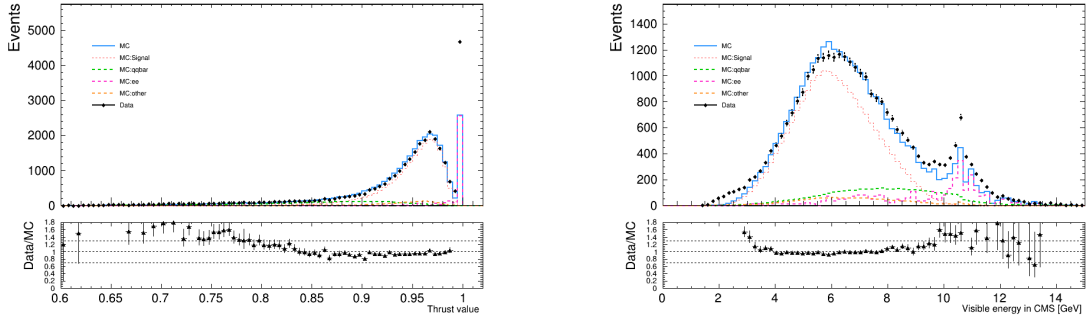 Events
5000
4000
3000
2000
1000
0
MC
MC:Signal
MC:qqbar
MC:ee
MC:other
Data
Data/MC
1.8
1.6
1.4
1.2
1.0
0.8
0.6
0.4
0.2
0
0.6 0.65 0.7 0.75 0.8 0.85 0.9 0.95 1
Thrust value
Events
1400
1200
1000
800
600
400
200
0
MC
MC:Signal
MC:qqbar
MC:ee
MC:other
Data
Data/MC
1.8
1.6
1.4
1.2
1.0
0.8
0.6
0.4
0.2
0
0 2 4 6 8 10 12 14
Visible energy in CMS [GeV]